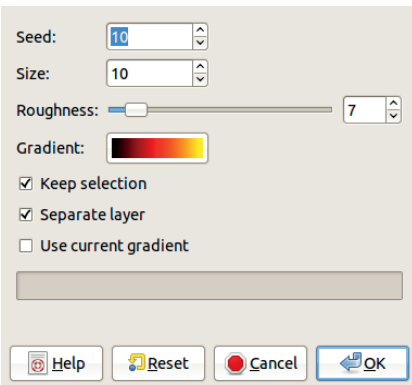 Seed: 10
Size: 10
Roughness: 7
Gradient:
Keep selection
Separate layer
Use current gradient
Help Reset Cancel OK